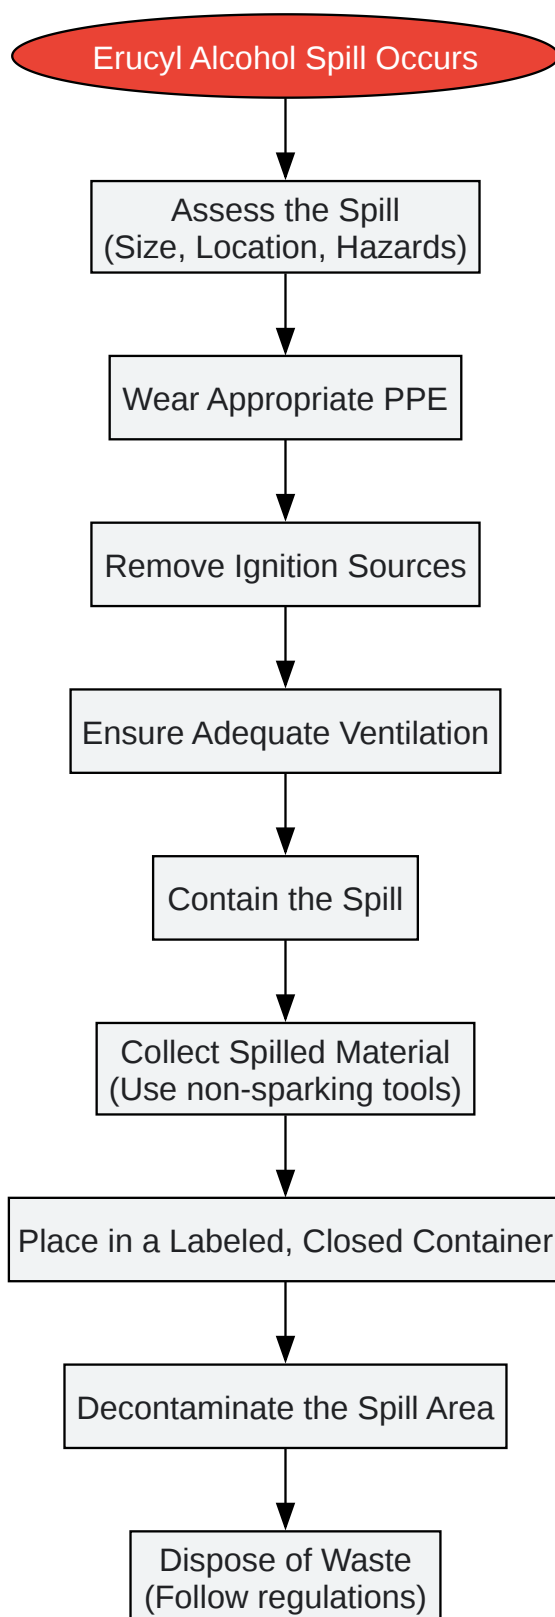 Erucyl Alcohol Spill Occurs
Assess the Spill
(Size, Location, Hazards)
Wear Appropriate PPE
Remove Ignition Sources
Ensure Adequate Ventilation
Contain the Spill
Collect Spilled Material
(Use non-sparking tools)
Place in a Labeled, Closed Container
Decontaminate the Spill Area
Dispose of Waste
(Follow regulations)